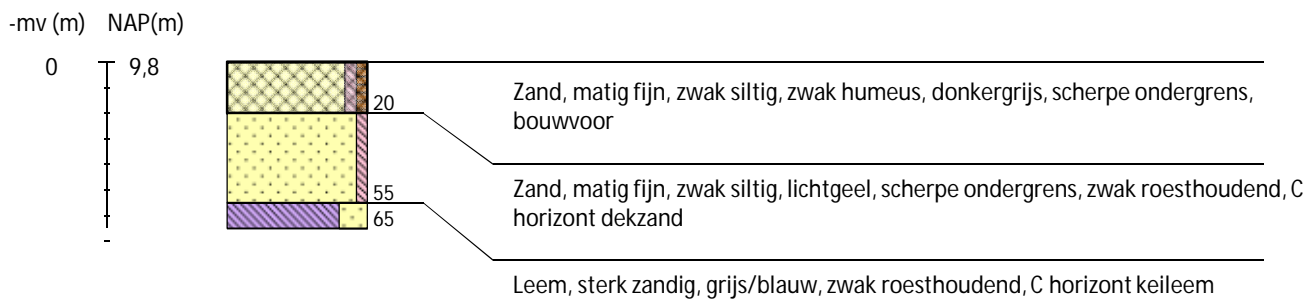 -mv (m) NAP(m)
0 9,8
20
Zand, matig fijn, zwak siltig, zwak humeus, donkergrijs, scherpe ondergrens,
bouwvoor
55
Zand, matig fijn, zwak siltig, lichtgeel, scherpe ondergrens, zwak roesthoudend, C
horizont dekzand
65
Leem, sterk zandig, grijs/blauw, zwak roesthoudend, C horizont keileem